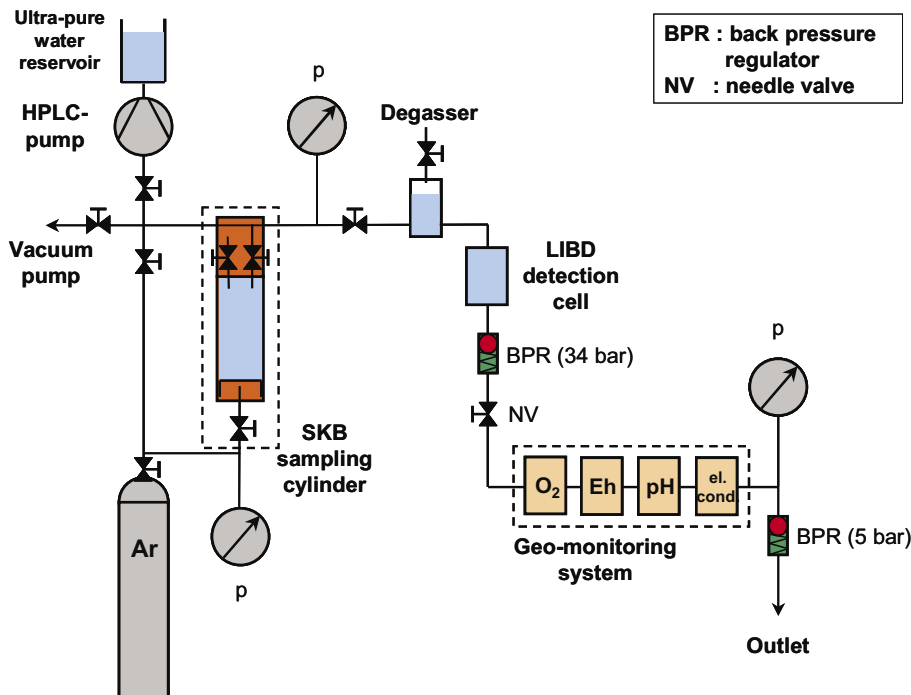 Ultra-pure
water
reservoir
BPR : back pressure
regulator
NV : needle valve
p
HPLC-
pump
Degasser
Vacuum
pump
LIBD
detection
cell
p
BPR (34 bar)
NV
SKB
sampling
cylinder
O2
Eh
pH
el.
cond.
Ar
BPR (5 bar)
Geo-monitoring
system
p
Outlet